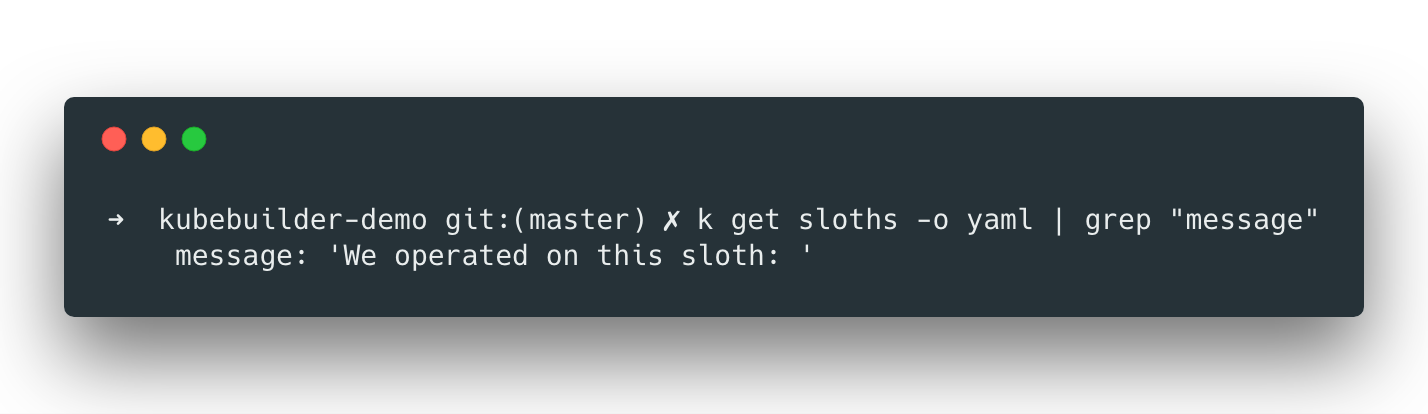 ➜  kubebuilder-demo git:(master) ✗ k get sloths -o yaml | grep "message"
    message: 'We operated on this sloth: '